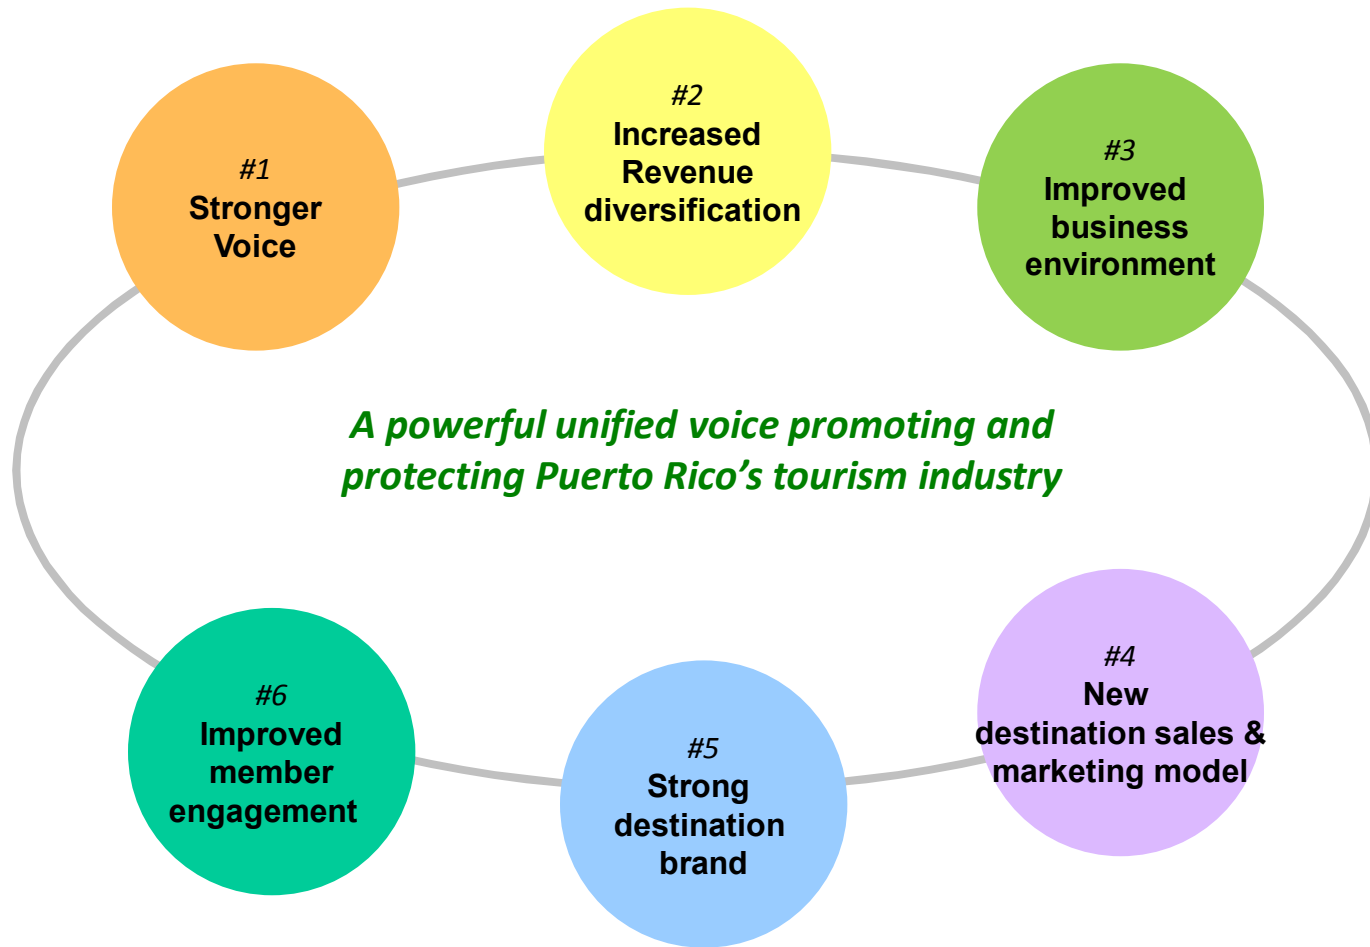 #1
Stronger
Voice
#2
Increased
Revenue
diversification
#3
Improved
business
environment
A powerful unified voice promoting and
protecting Puerto Rico’s tourism industry
#4
New
destination sales &
marketing model
#5
Strong
destination
brand
#6
Improved
member
engagement